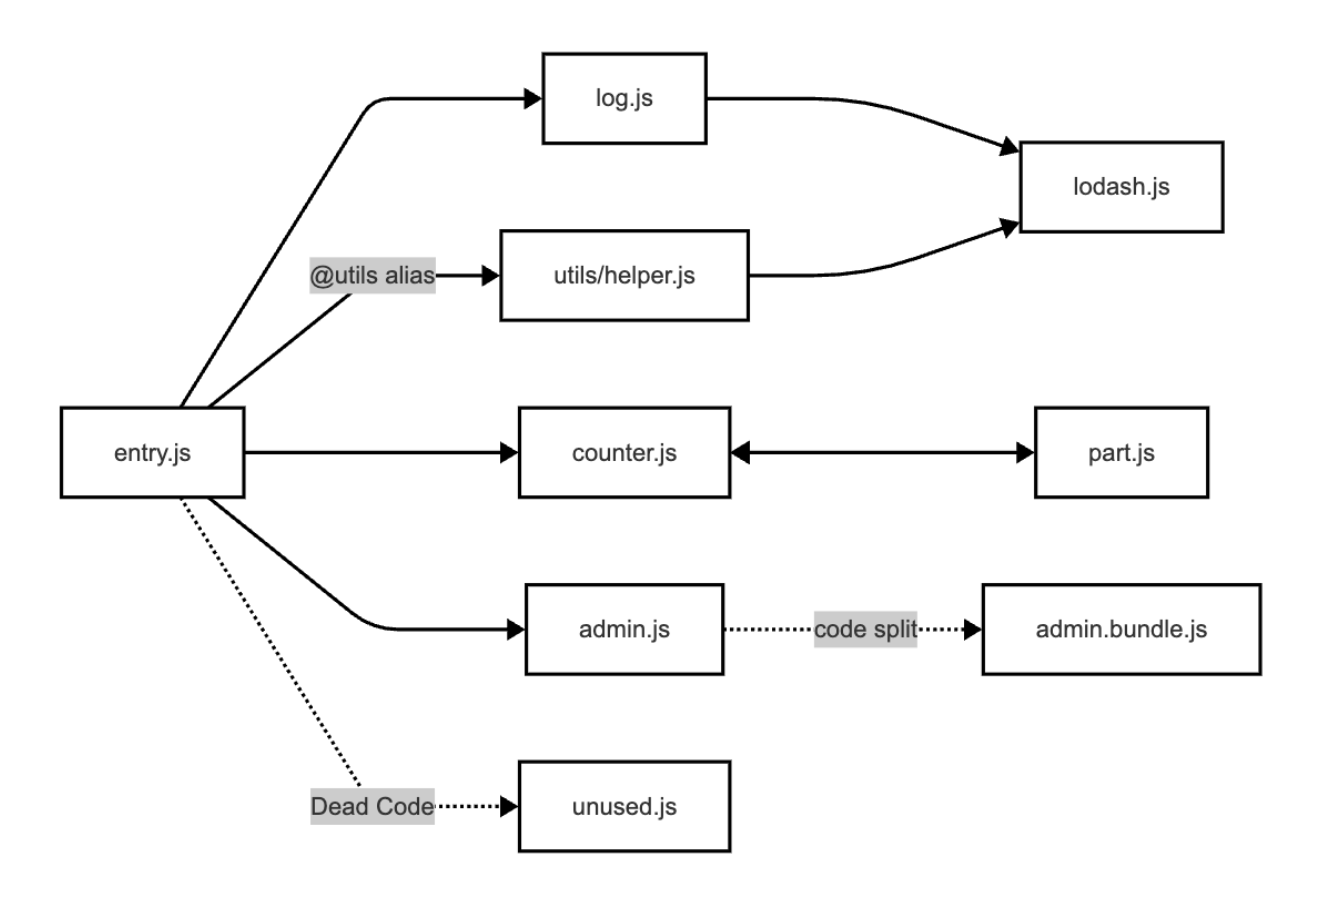 log.js
lodash.js
@utils alias
utils/helper.js
entry.js
counter.js
part.js
admin.js
code split
admin.bundle.js
Dead Code
unused.js